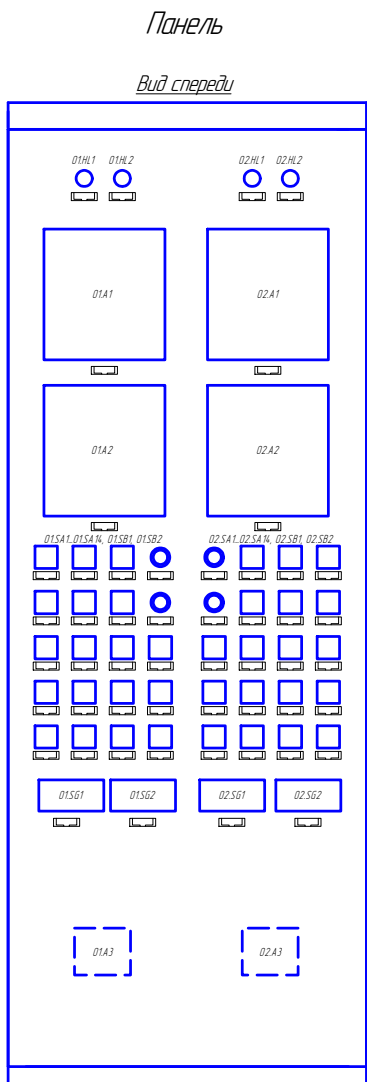 Панель
Вид спереди
01.HL1 01.HL2 02.HL1 02.HL2
01.A1 02.A1
01.A2 02.A2
01.SA1...01.SA14, 01.SB1, 01.SB2 02.SA1...02.SA14, 02.SB1, 02.SB2
01.SG1 01.SG2 02.SG1 02.SG2
01.A3 02.A3